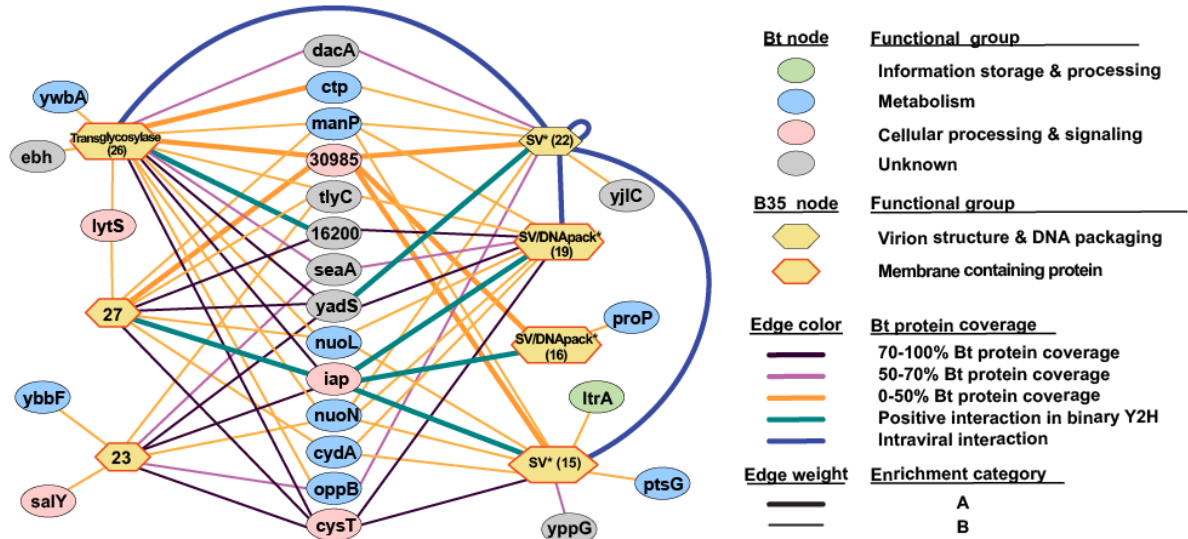 dacA
ctp
ywbA
manP
Transglycosylase
(26)
SV* (22)
ebh
30985
tlyC
yjlC
lytS
16200
SV/DNApack*
(19)
seaA
27
yadS
proP
nuoL
SV/DNApack*
(16)
iap
ltrA
ybbF
nuoN
cydA
23
SV* (15)
oppB
ptsG
salY
cysT
yppG
Bt node Functional group
Information storage & processing
Metabolism
Cellular processing & signaling
Unknown
B35 node Functional group
Virion structure & DNA packaging
Membrane containing protein
Edge color Bt protein coverage
70-100% Bt protein coverage
50-70% Bt protein coverage
0-50% Bt protein coverage
Positive interaction in binary Y2H
Intraviral interaction
Edge weight Enrichment category
A
B